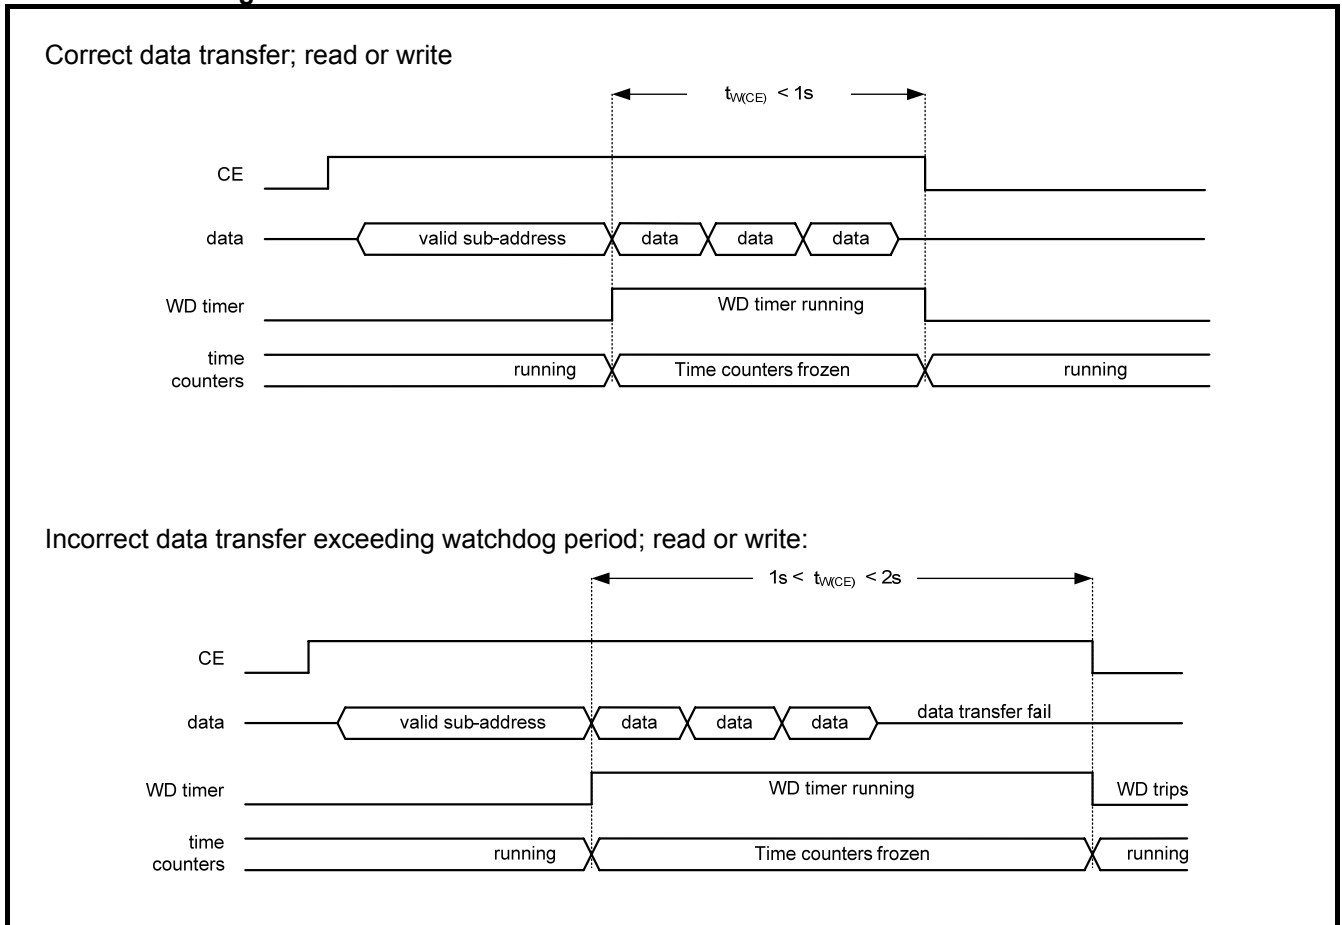 Correct data transfer; read or write
tW(CE) < 1s
CE
data
valid sub-address
data
data
data
WD timer
WD timer running
time
counters
running
Time counters frozen
running
Incorrect data transfer exceeding watchdog period; read or write:
1s < tW(CE) < 2s
CE
data
valid sub-address
data
data
data
data transfer fail
WD timer
WD timer running
WD trips
time
counters
running
Time counters frozen
running